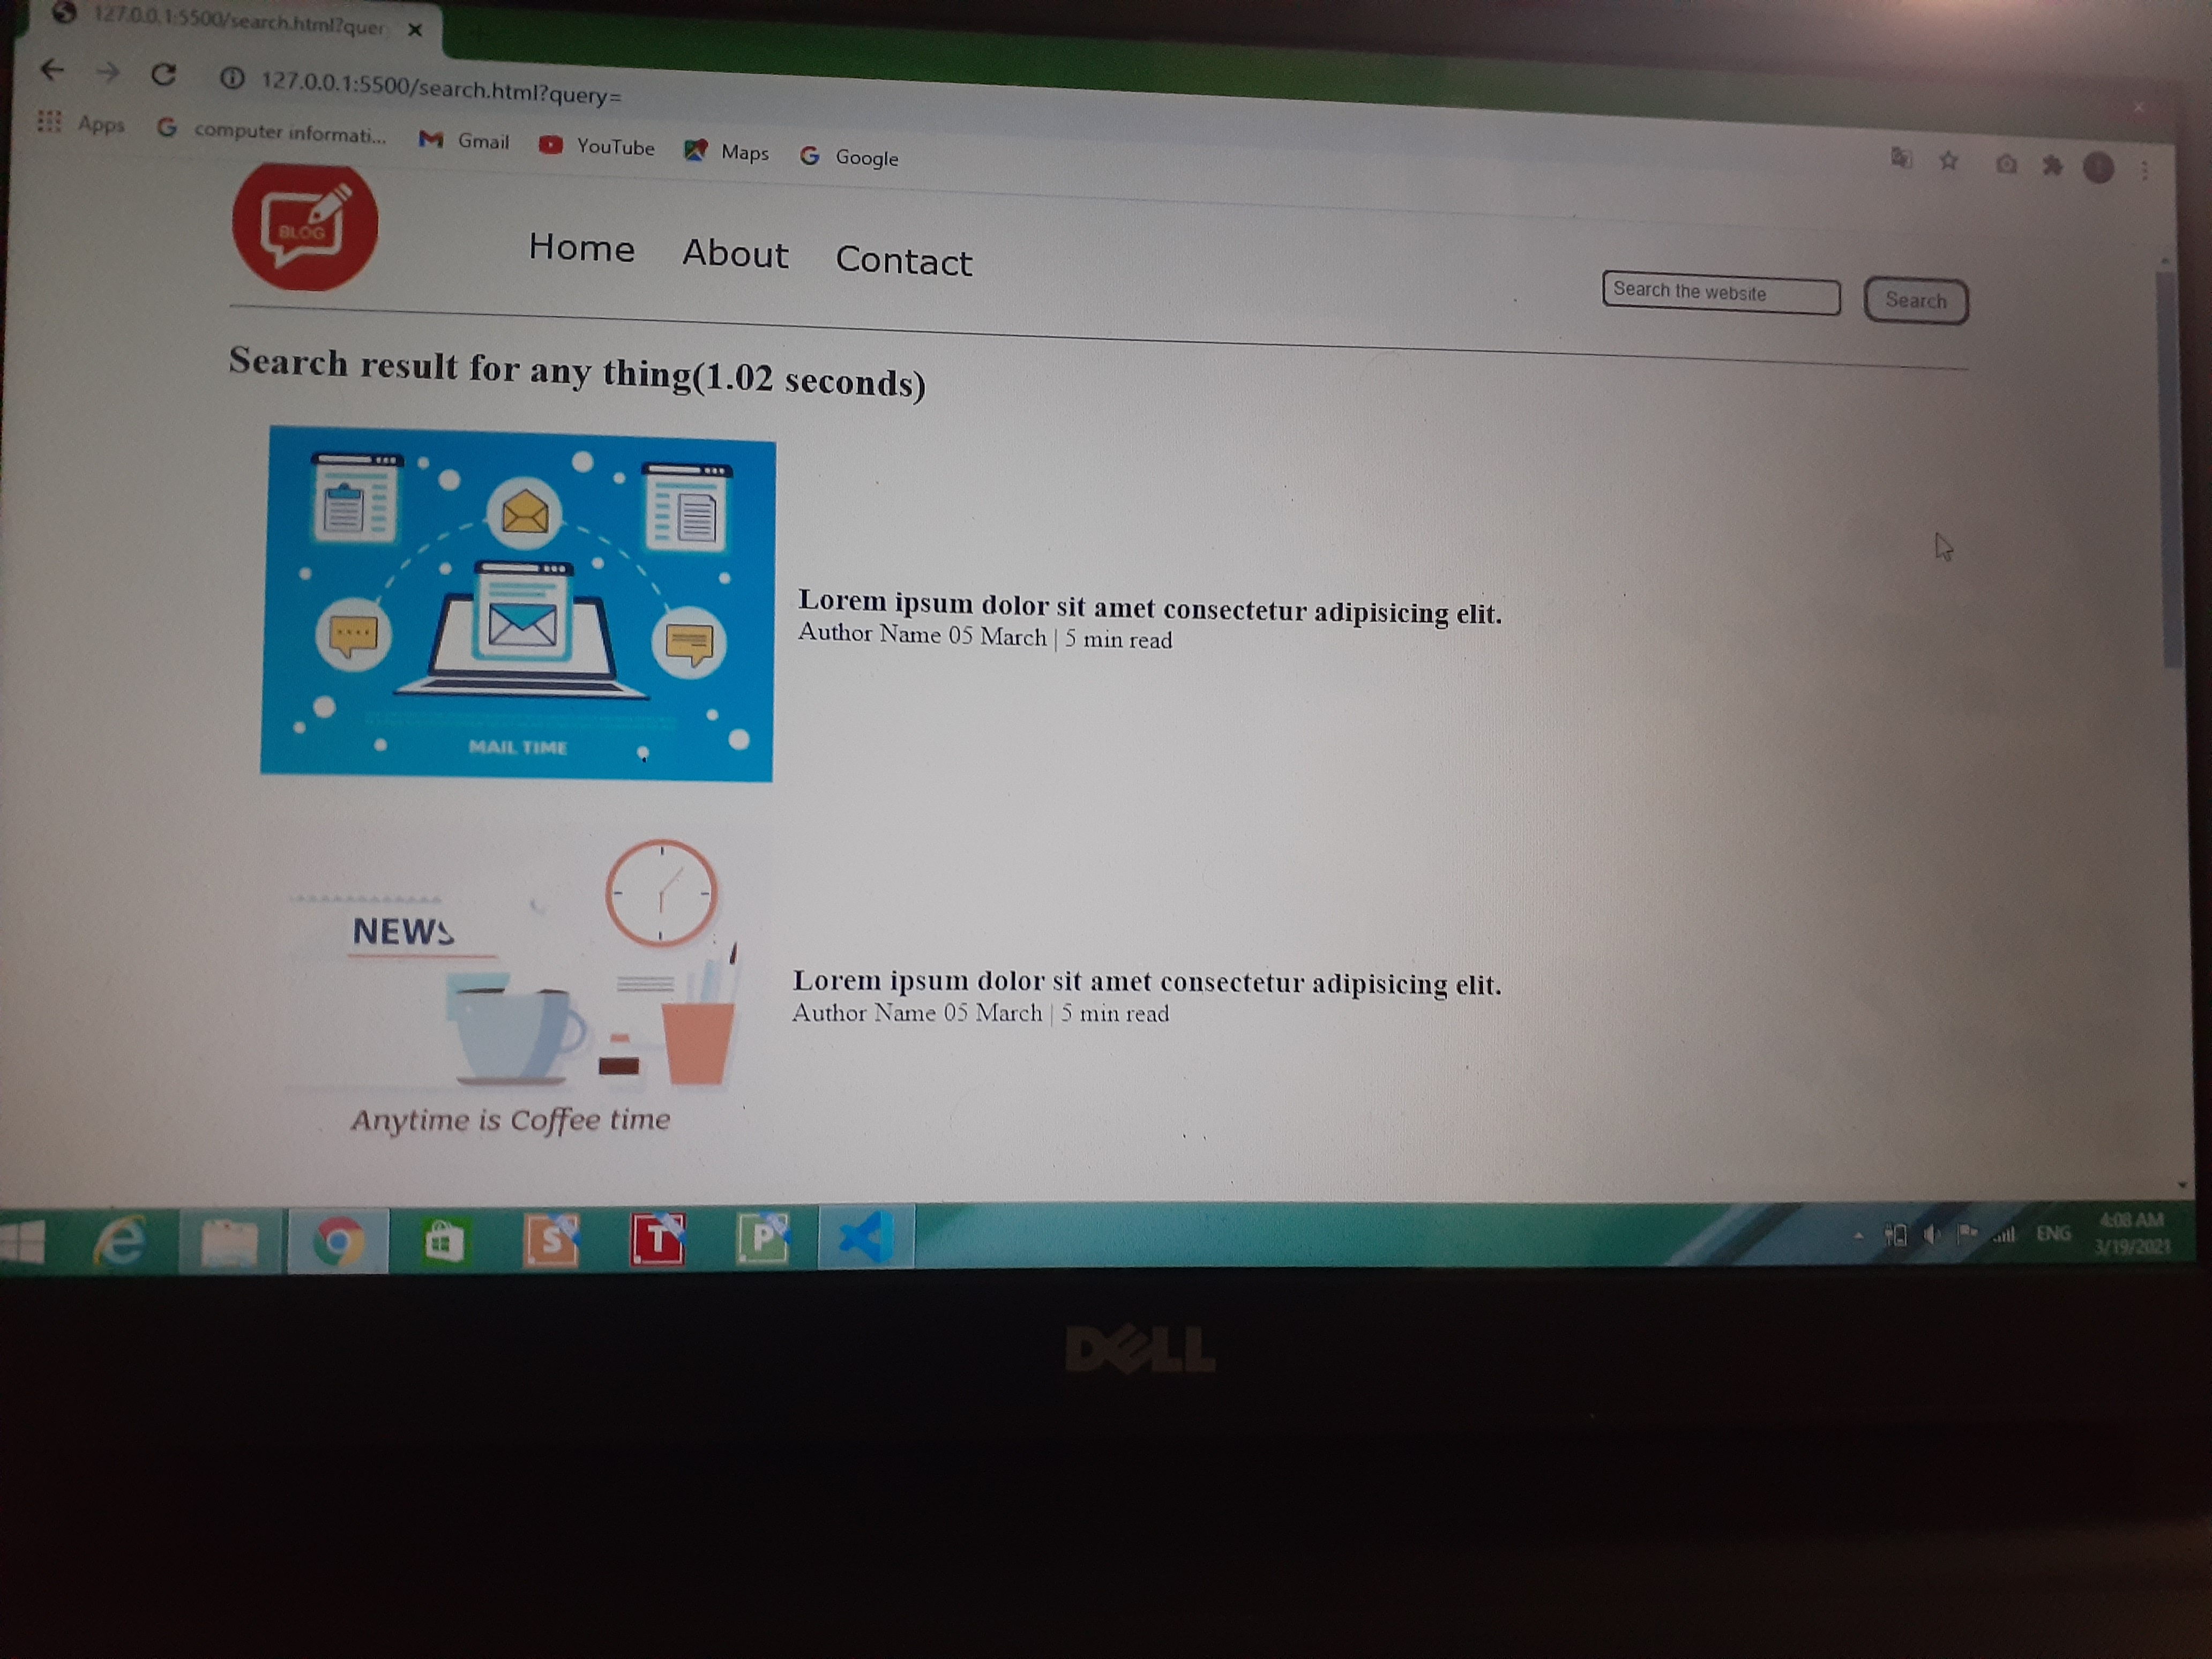 127.0.0.1:5500/search.html?quer
127.0.0.1:5500/search.html?query=
Apps computer informati... Gmail YouTube Maps Google
BLOG
Home About Contact
Search the website Search
Search result for any thing(1.02 seconds)
MAIL TIME
Lorem ipsum dolor sit amet consectetur adipisicing elit.
Author Name 05 March | 5 min read
NEWS
Lorem ipsum dolor sit amet consectetur adipisicing elit.
Author Name 05 March | 5 min read
Anytime is Coffee time
S T P
ENG
4:08 AM
3/19/2021
DELL